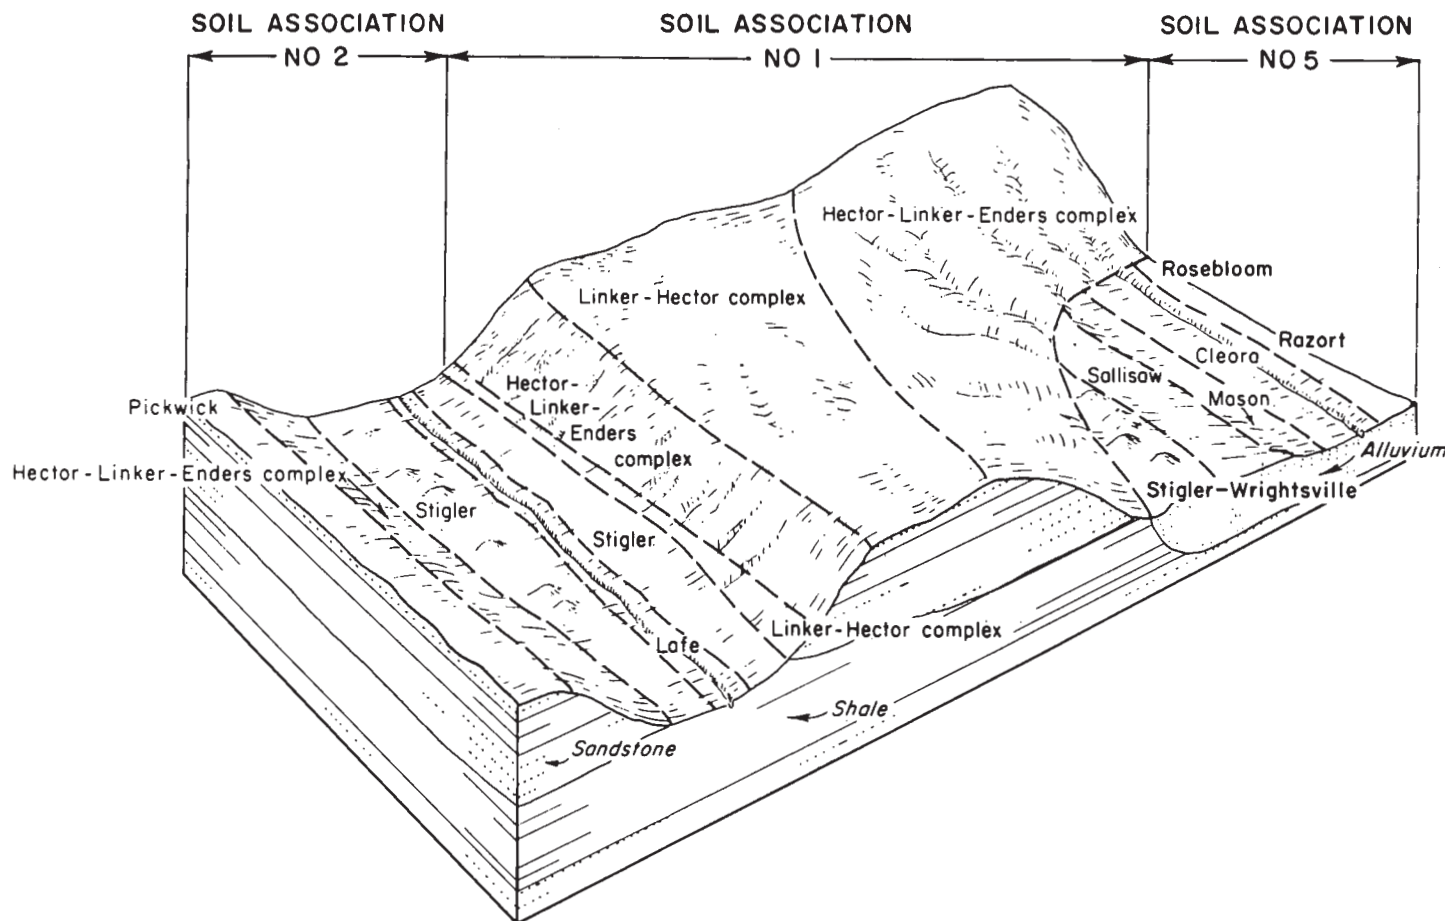 SOIL ASSOCIATION
NO 2
SOIL ASSOCIATION
NO 1
SOIL ASSOCIATION
NO 5
Hector-Linker-Enders complex
Rosebloom
Linker-Hector complex
Razort
Cleora
Sallisaw
Mason
Hector-
Linker-
Enders
complex
Pickwick
Alluvium
Hector-Linker-Enders complex
Stigler
Stigler-Wrightsville
Stigler
Linker-Hector complex
Lafe
Shale
Sandstone